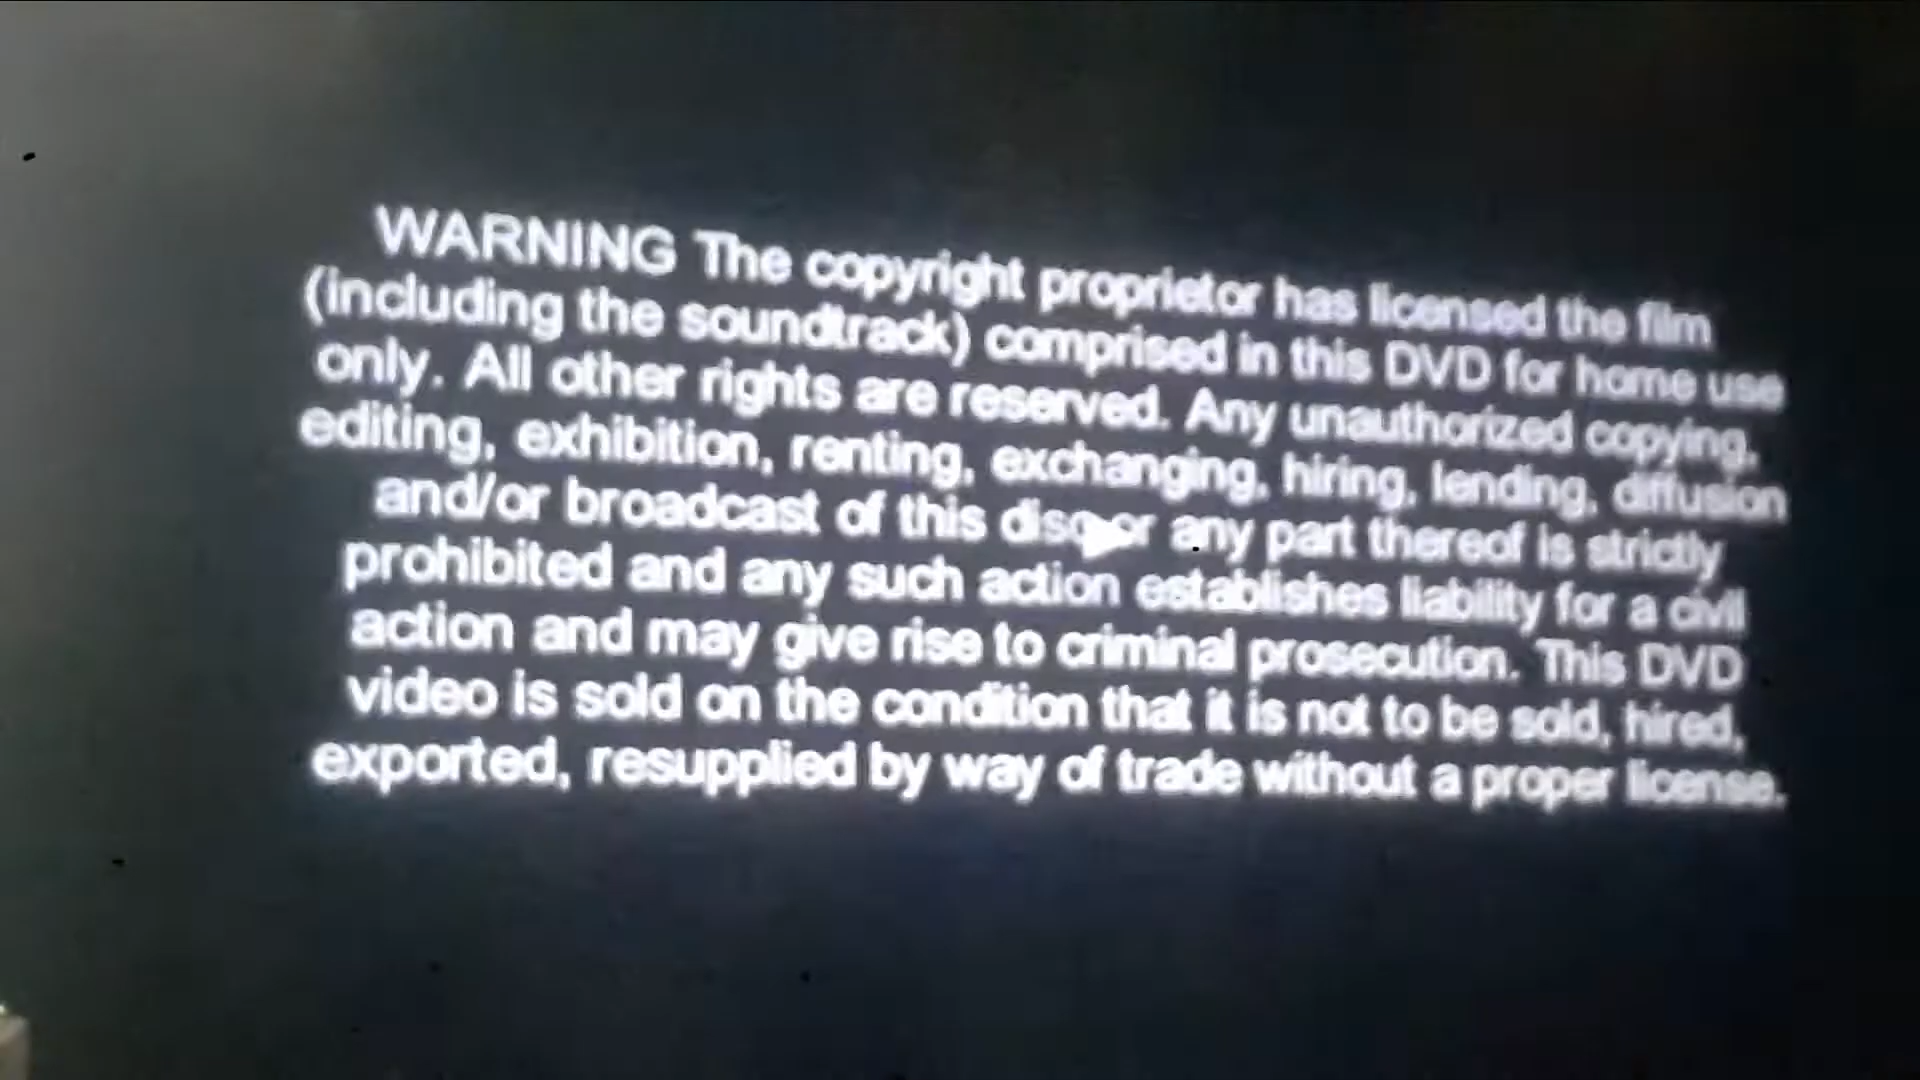 WARNING The copyright proprietor has licensed the film
(including the soundtrack) comprised in this DVD for home use
only. All other rights are reserved. Any unauthorized copying,
editing, exhibition, renting, exchanging, hiring, lending, diffusion
and/or broadcast of this disc or any part thereof is strictly
prohibited and any such action establishes liability for a civil
action and may give rise to criminal prosecution. This DVD
video is sold on the condition that it is not to be sold, hired,
exported, resupplied by way of trade without a proper license.